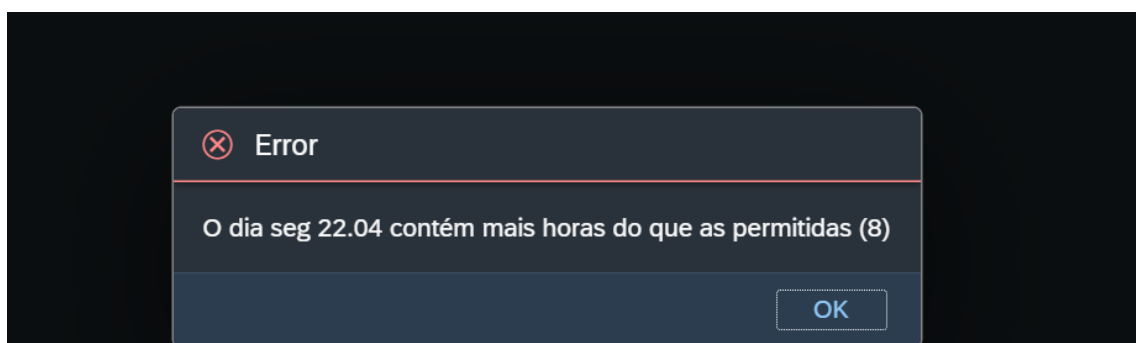 Error
O dia seg 22.04 contém mais horas do que as permitidas (8)
OK